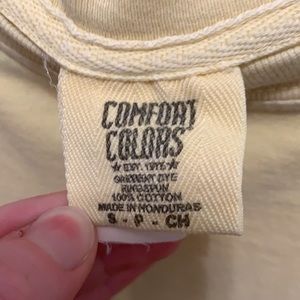 COMFORT
COLORS
★ EST. 1975 ★
GARMENT DYE
RINGSPUN
100% COTTON
MADE IN HONDURAS
S - P - CH